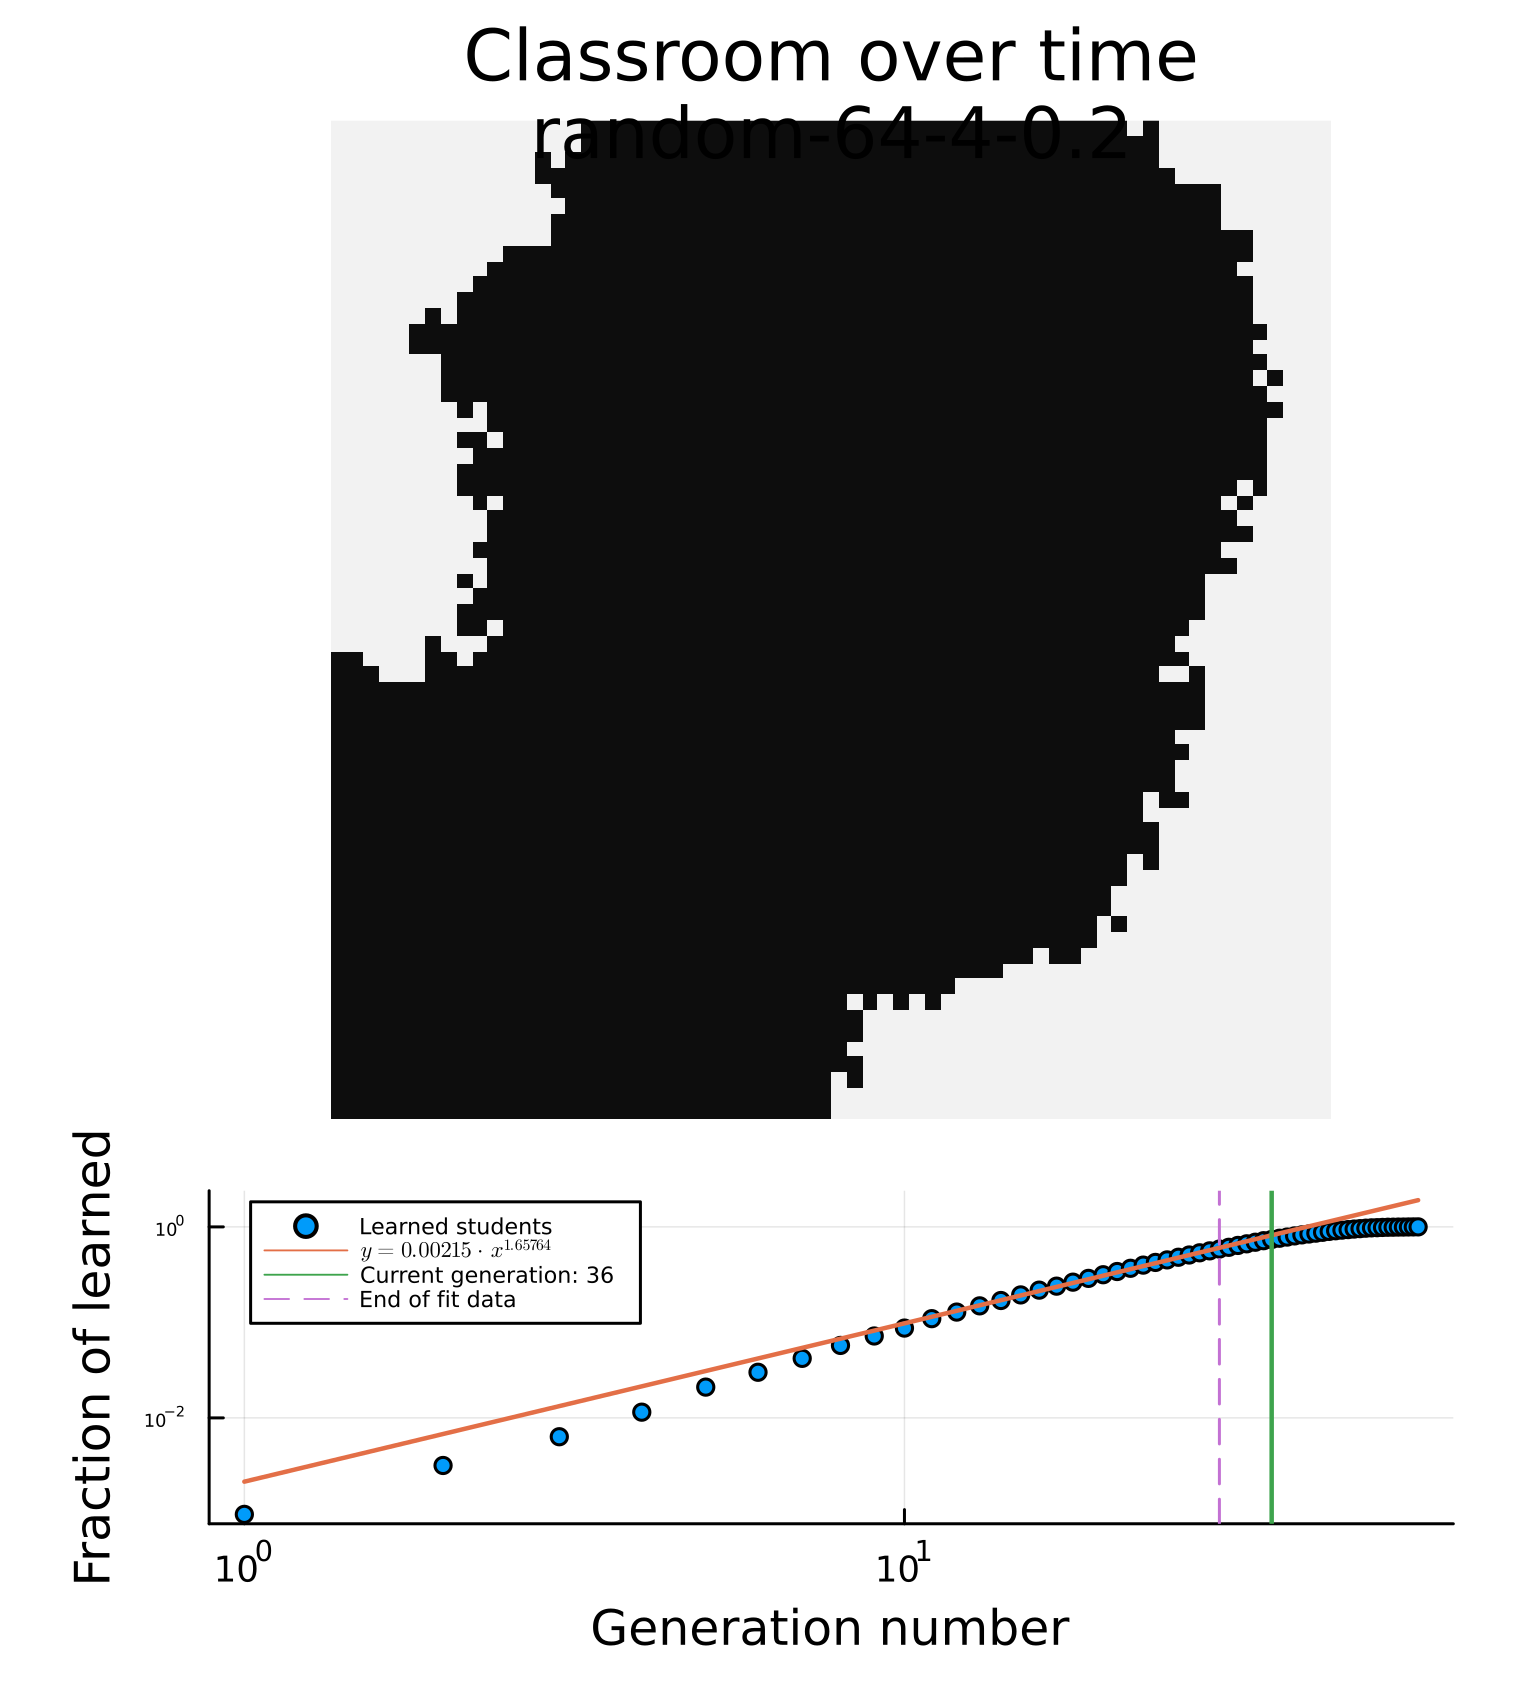 Classroom over time
random-64-4-0.2
Fraction of learned
10⁰
10⁻²
Learned students
y = 0.00215 · x^1.65764
Current generation: 36
End of fit data
10⁰
10¹
Generation number